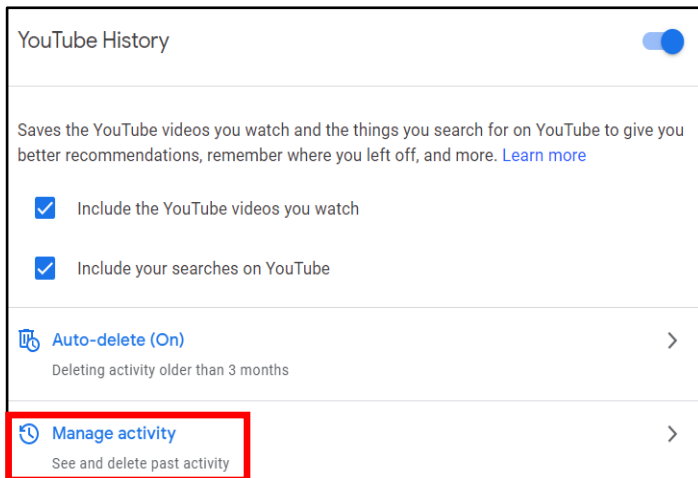 YouTube History
Saves the YouTube videos you watch and the things you search for on YouTube to give you
better recommendations, remember where you left off, and more. Learn more
Include the YouTube videos you watch
Include your searches on YouTube
Auto-delete (On)
Deleting activity older than 3 months
Manage activity
See and delete past activity